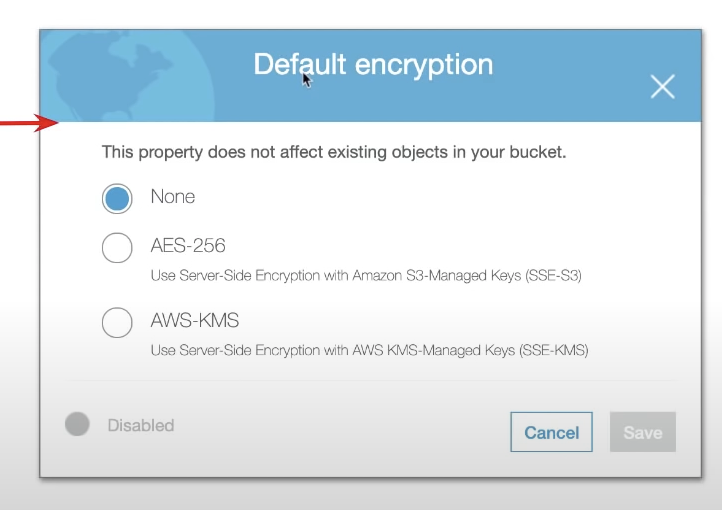 Default encryption
This property does not affect existing objects in your bucket.
None
AES-256
Use Server-Side Encryption with Amazon S3-Managed Keys (SSE-S3)
AWS-KMS
Use Server-Side Encryption with AWS KMS-Managed Keys (SSE-KMS)
Disabled
Cancel
Save